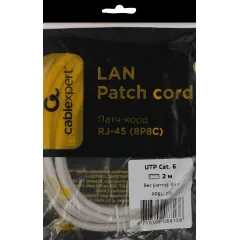 cablexpert
LAN
Patch cord
Патч-корд
RJ-45 (8P8C)
UTP Cat. 6
2 м